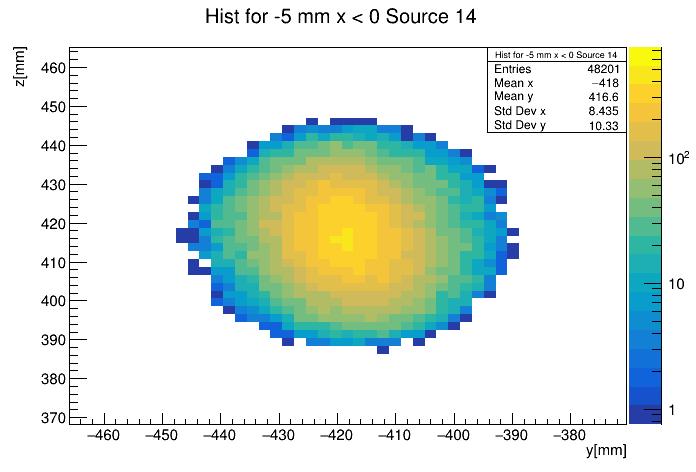 Hist for -5 mm x < 0 Source 14
z[mm]
Hist for -5 mm x < 0 Source 14
Entries 48201
Mean x −418
Mean y 416.6
Std Dev x 8.435
Std Dev y 10.33
460
450
440
430
420
410
400
390
380
370
10²
10
1
−460 −450 −440 −430 −420 −410 −400 −390 −380
y[mm]